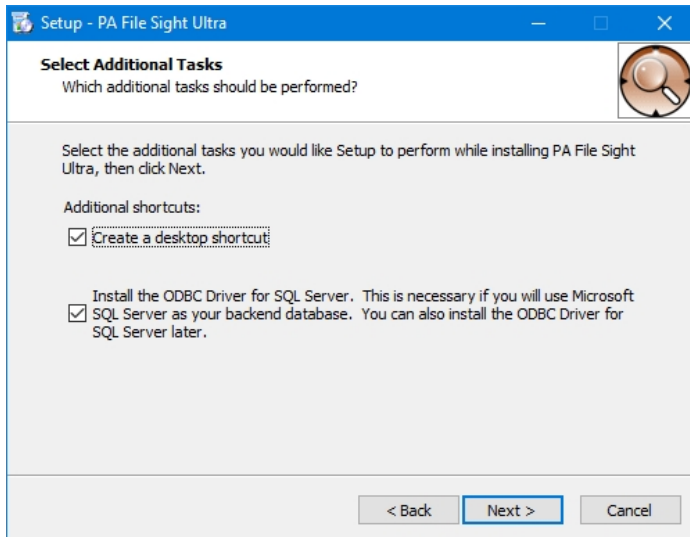 Setup - PA File Sight Ultra
Select Additional Tasks
Which additional tasks should be performed?
Select the additional tasks you would like Setup to perform while installing PA File Sight
Ultra, then click Next.
Additional shortcuts:
Create a desktop shortcut
Install the ODBC Driver for SQL Server.  This is necessary if you will use Microsoft
SQL Server as your backend database.  You can also install the ODBC Driver for
SQL Server later.
< Back
Next >
Cancel